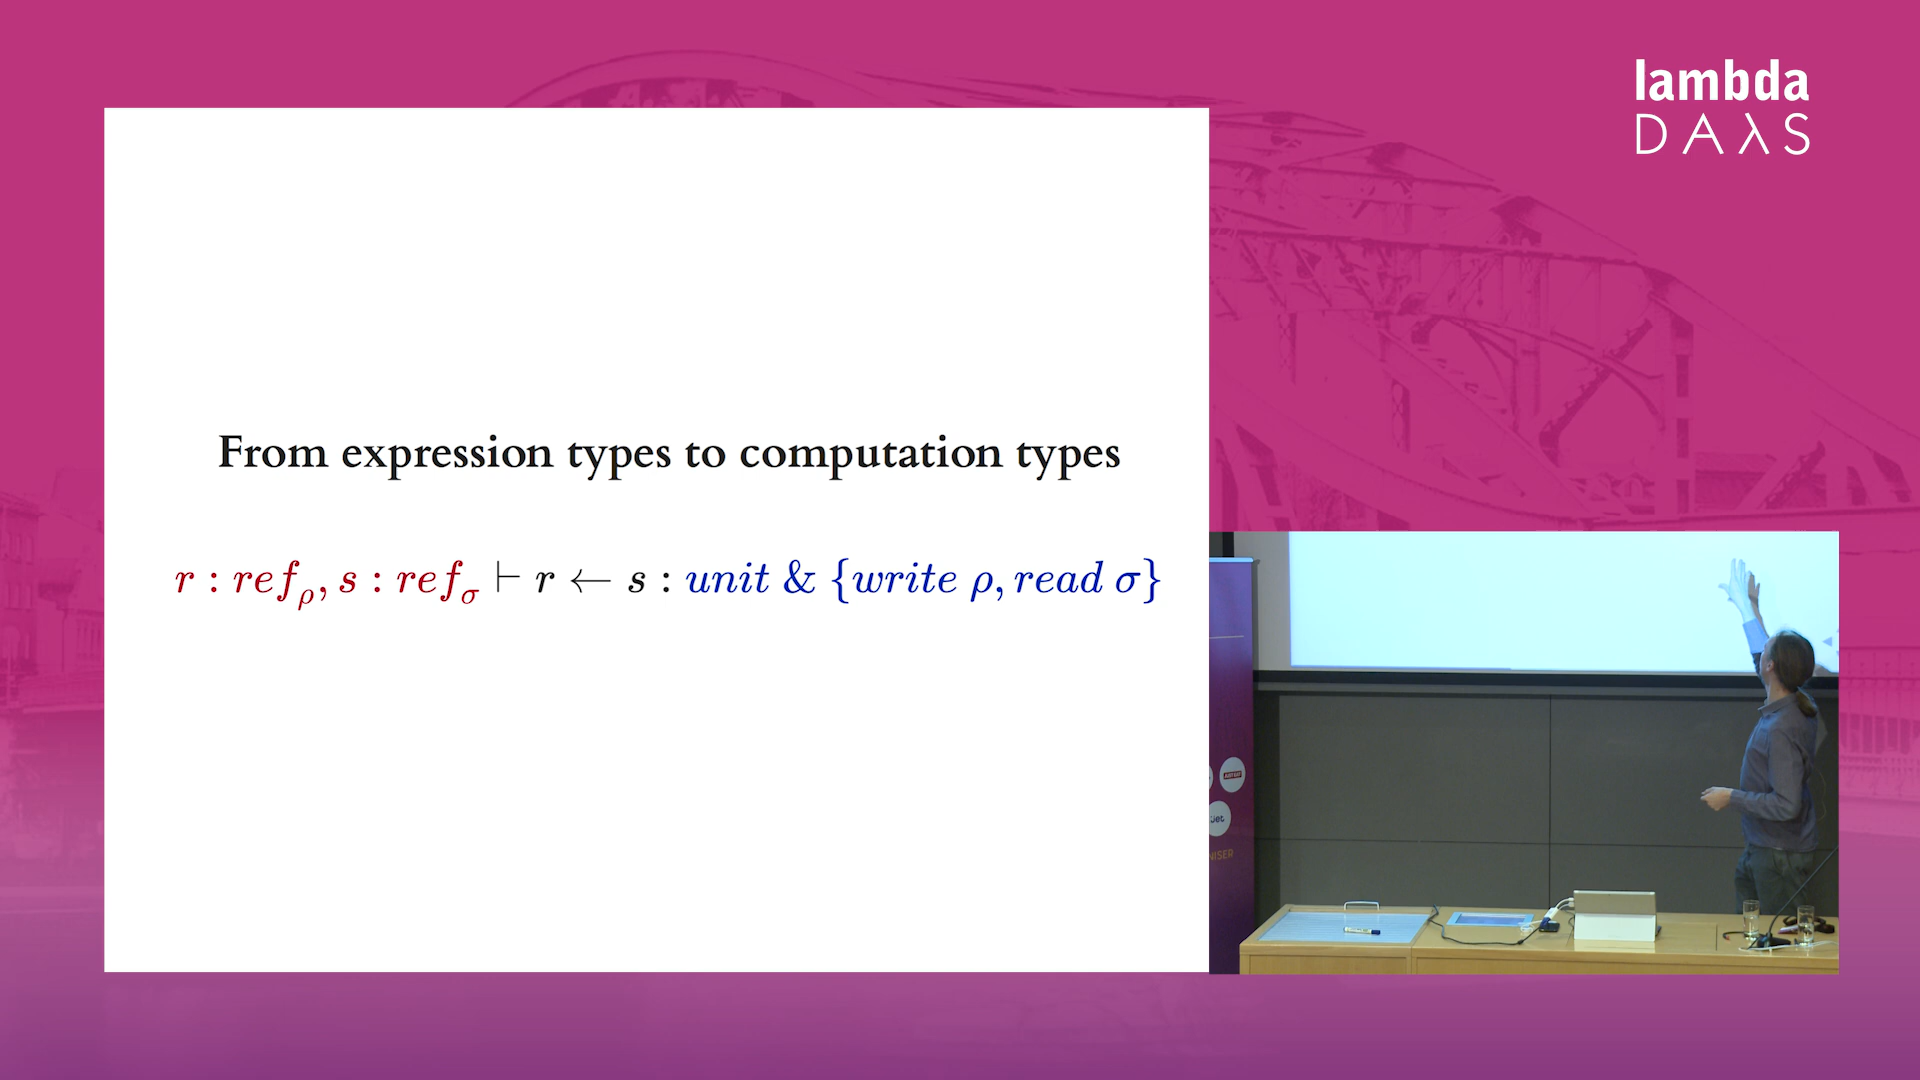 lambda
DAλS
From expression types to computation types
r : ref_ρ, s : ref_σ ⊢ r ← s : unit & {write ρ, read σ}